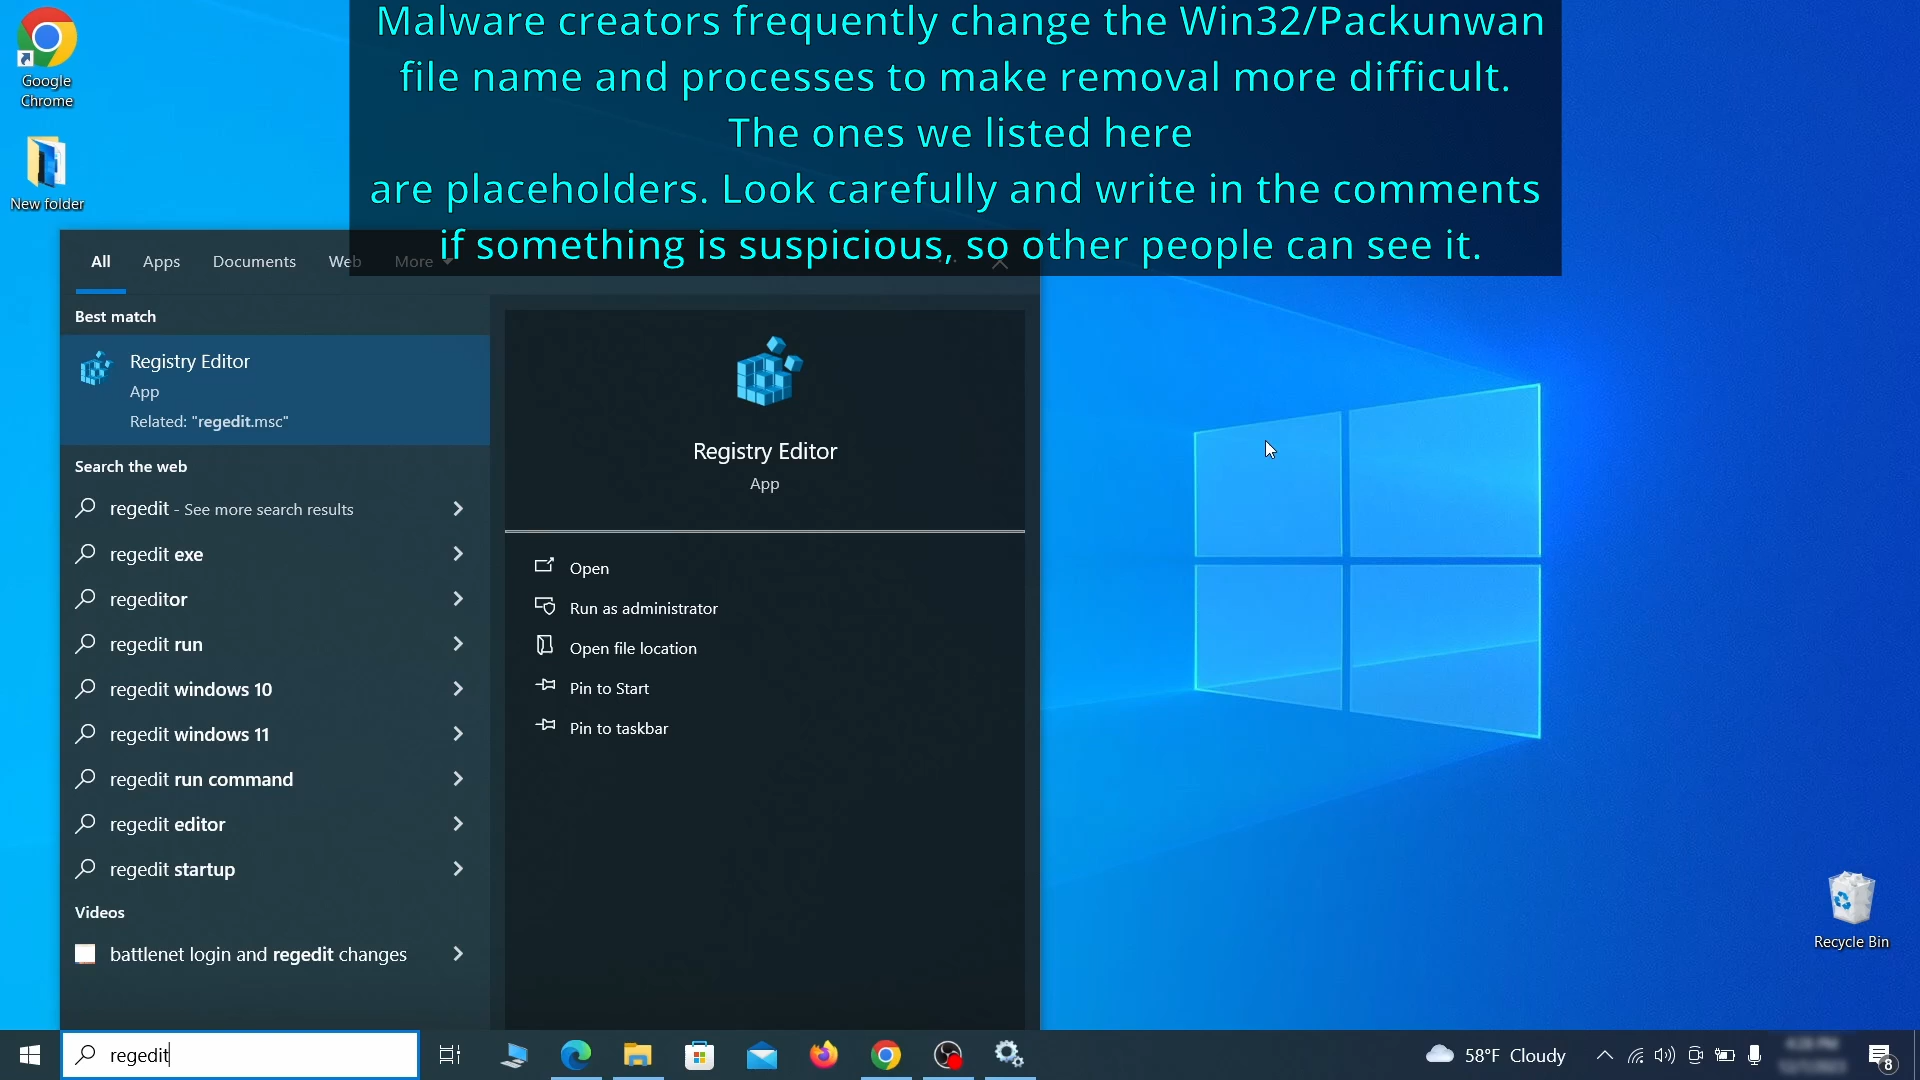 Malware creators frequently change the Win32/Packunwan
file name and processes to make removal more difficult.
The ones we listed here
are placeholders. Look carefully and write in the comments
if something is suspicious, so other people can see it.
Google
Chrome
New folder
All
Apps
Documents
Web
More
Best match
Registry Editor
App
Related: "regedit.msc"
Search the web
regedit - See more search results
regedit exe
regeditor
regedit run
regedit windows 10
regedit windows 11
regedit run command
regedit editor
regedit startup
Videos
battlenet login and regedit changes
Registry Editor
App
Open
Run as administrator
Open file location
Pin to Start
Pin to taskbar
Recycle Bin
regedit
58°F Cloudy
8